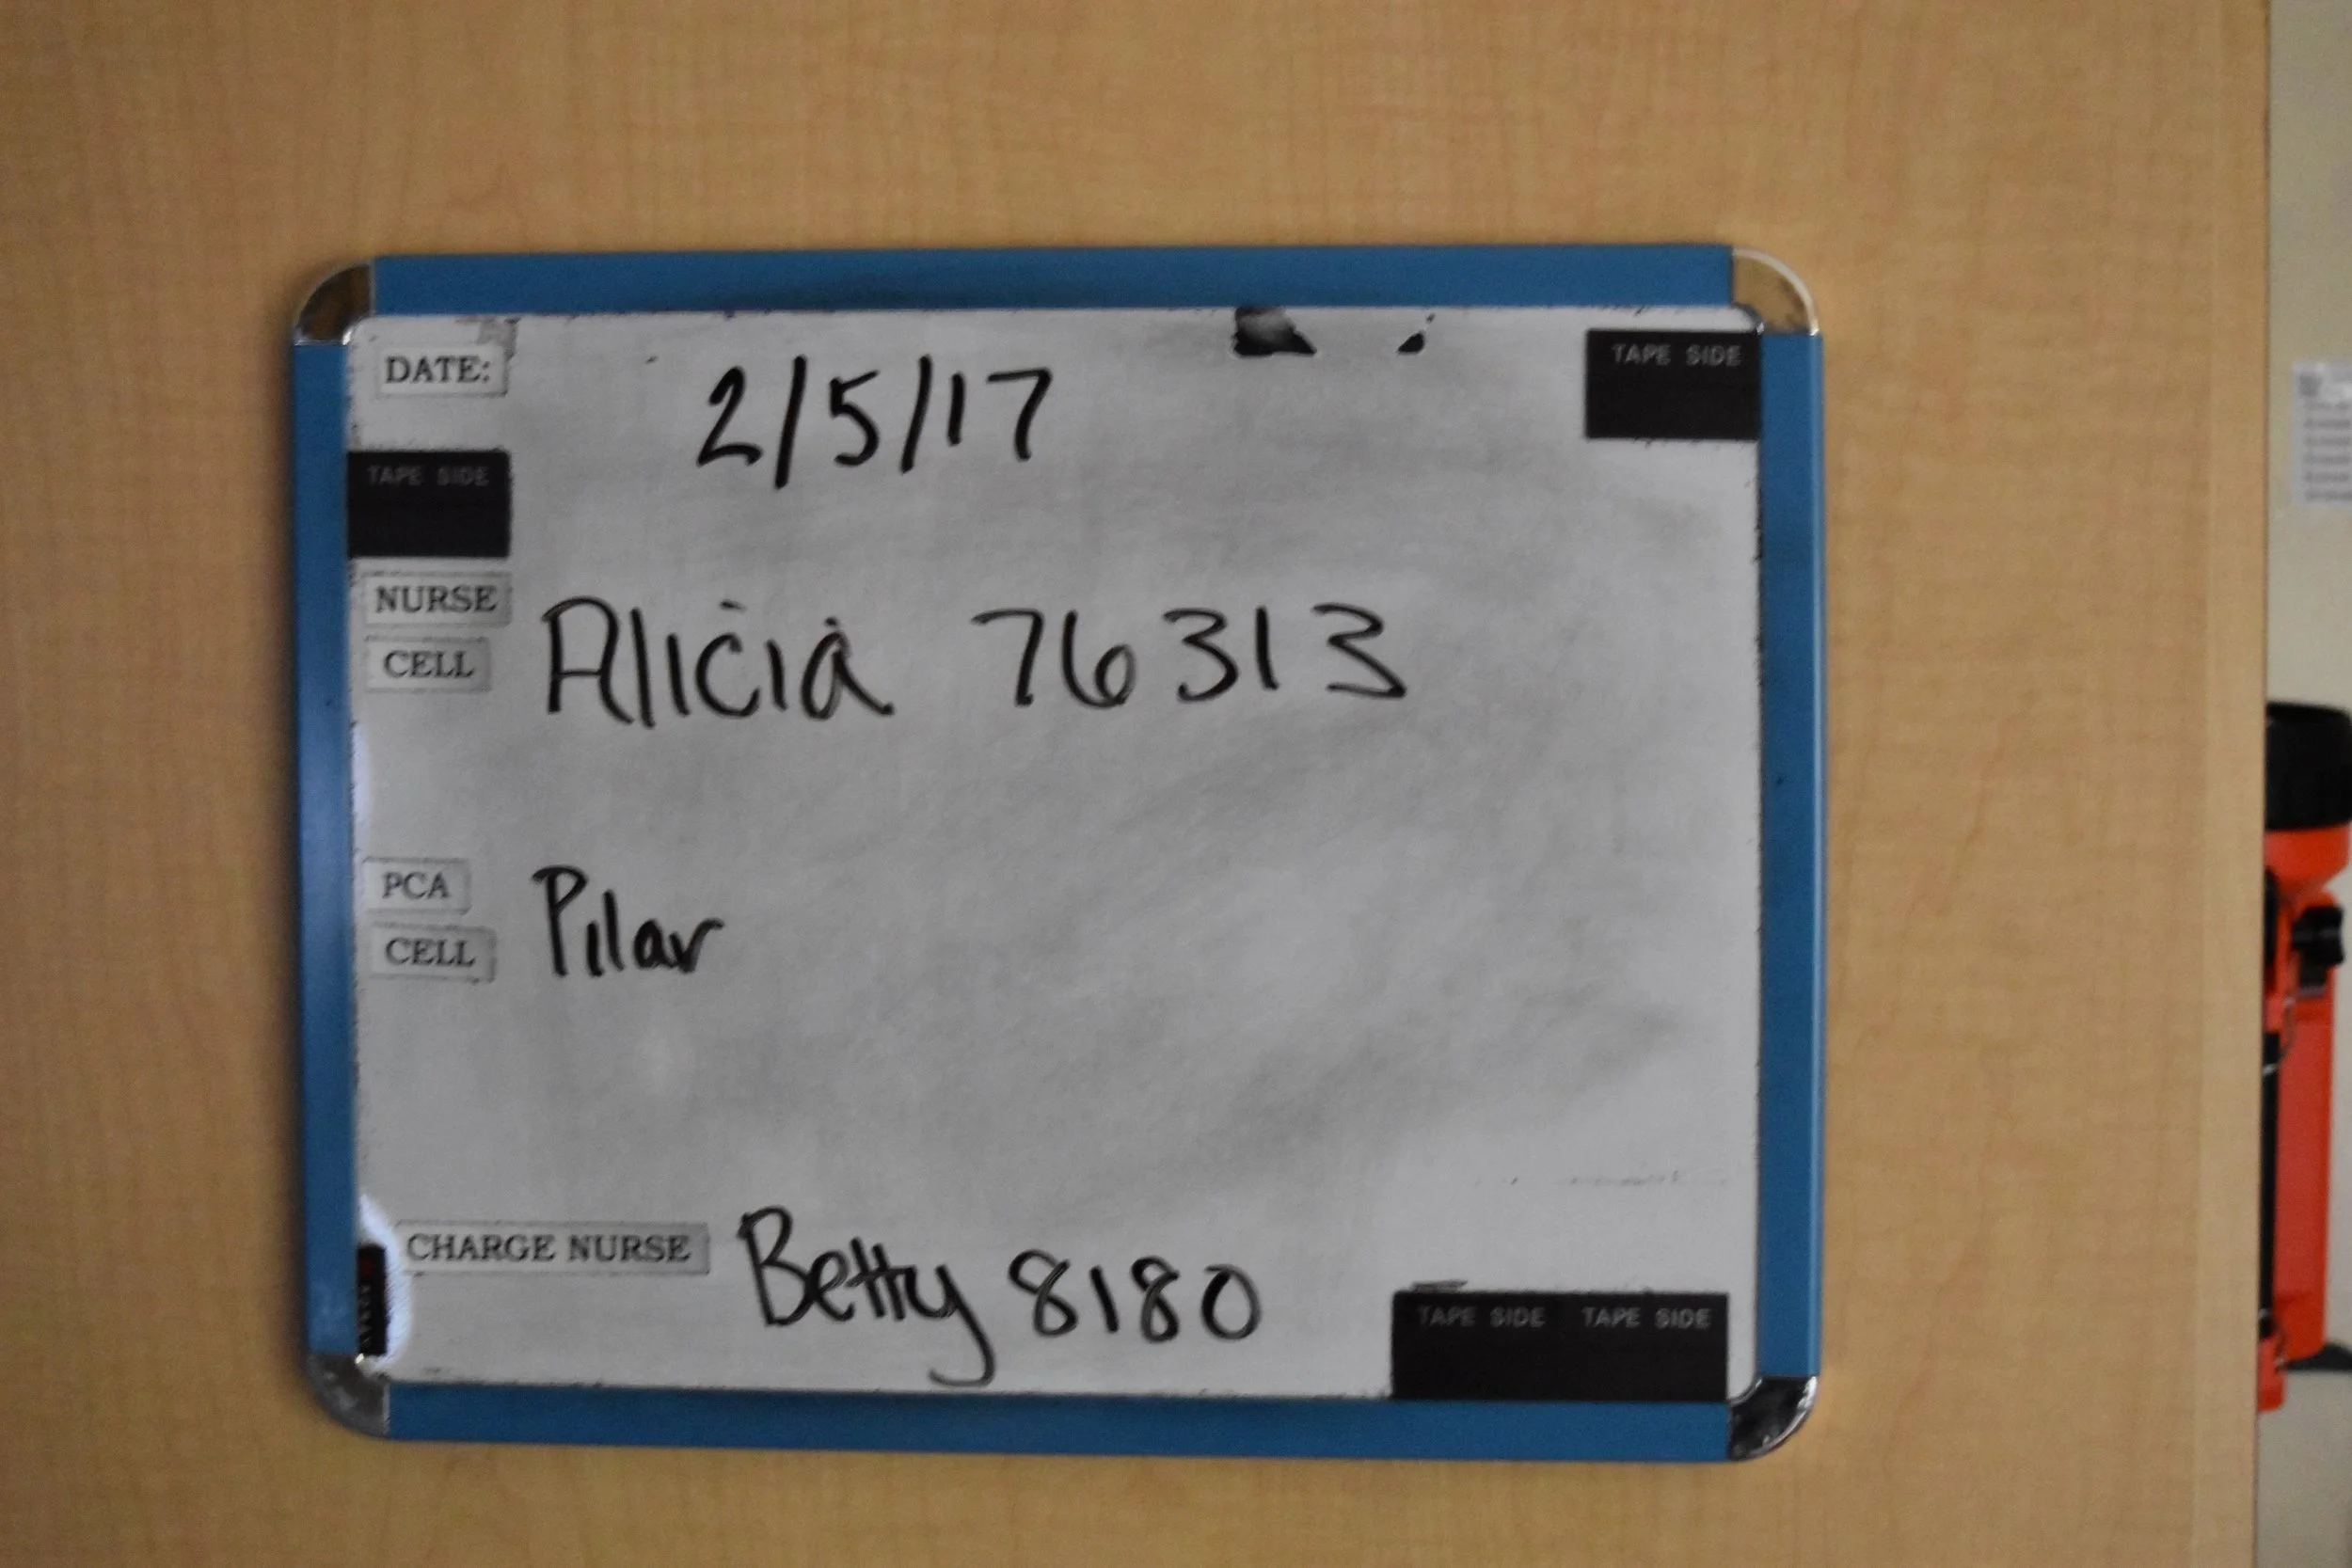 DATE: 2/5/17
TAPE SIDE
TAPE SIDE
NURSE
CELL
Alicia 76313
PCA
CELL
Pilar
CHARGE NURSE Betty 8180
TAPE SIDE TAPE SIDE